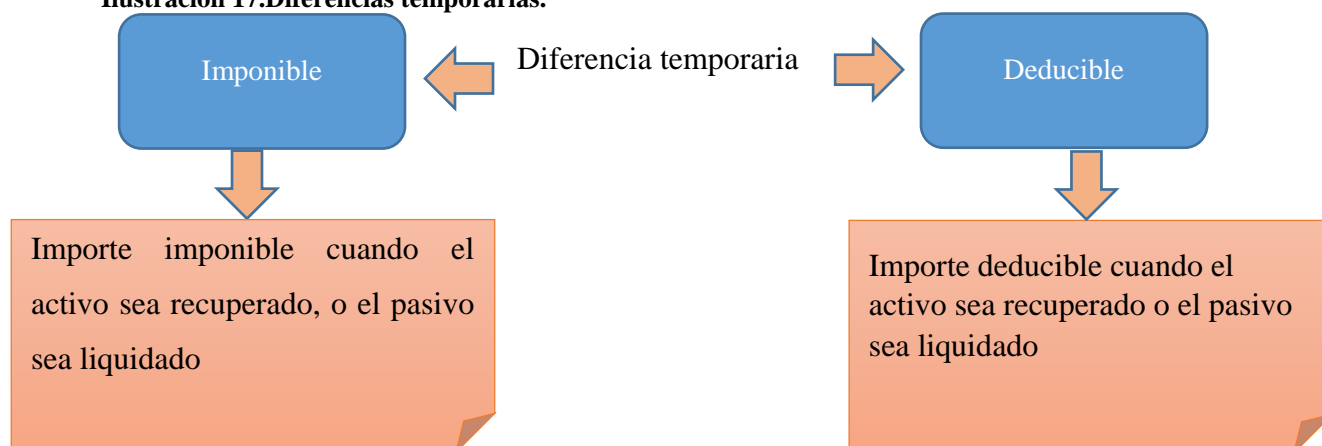 Ilustración 17.Diferencias temporarias.
Imponible
Diferencia temporaria
Deducible
Importe imponible cuando el
activo sea recuperado, o el pasivo
sea liquidado
Importe deducible cuando el
activo sea recuperado o el pasivo
sea liquidado